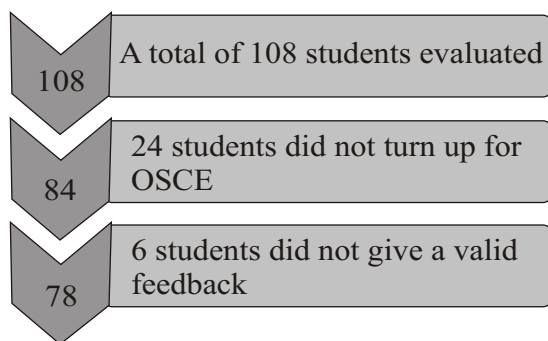 108
A total of 108 students evaluated
84
24 students did not turn up for
OSCE
78
6 students did not give a valid
feedback